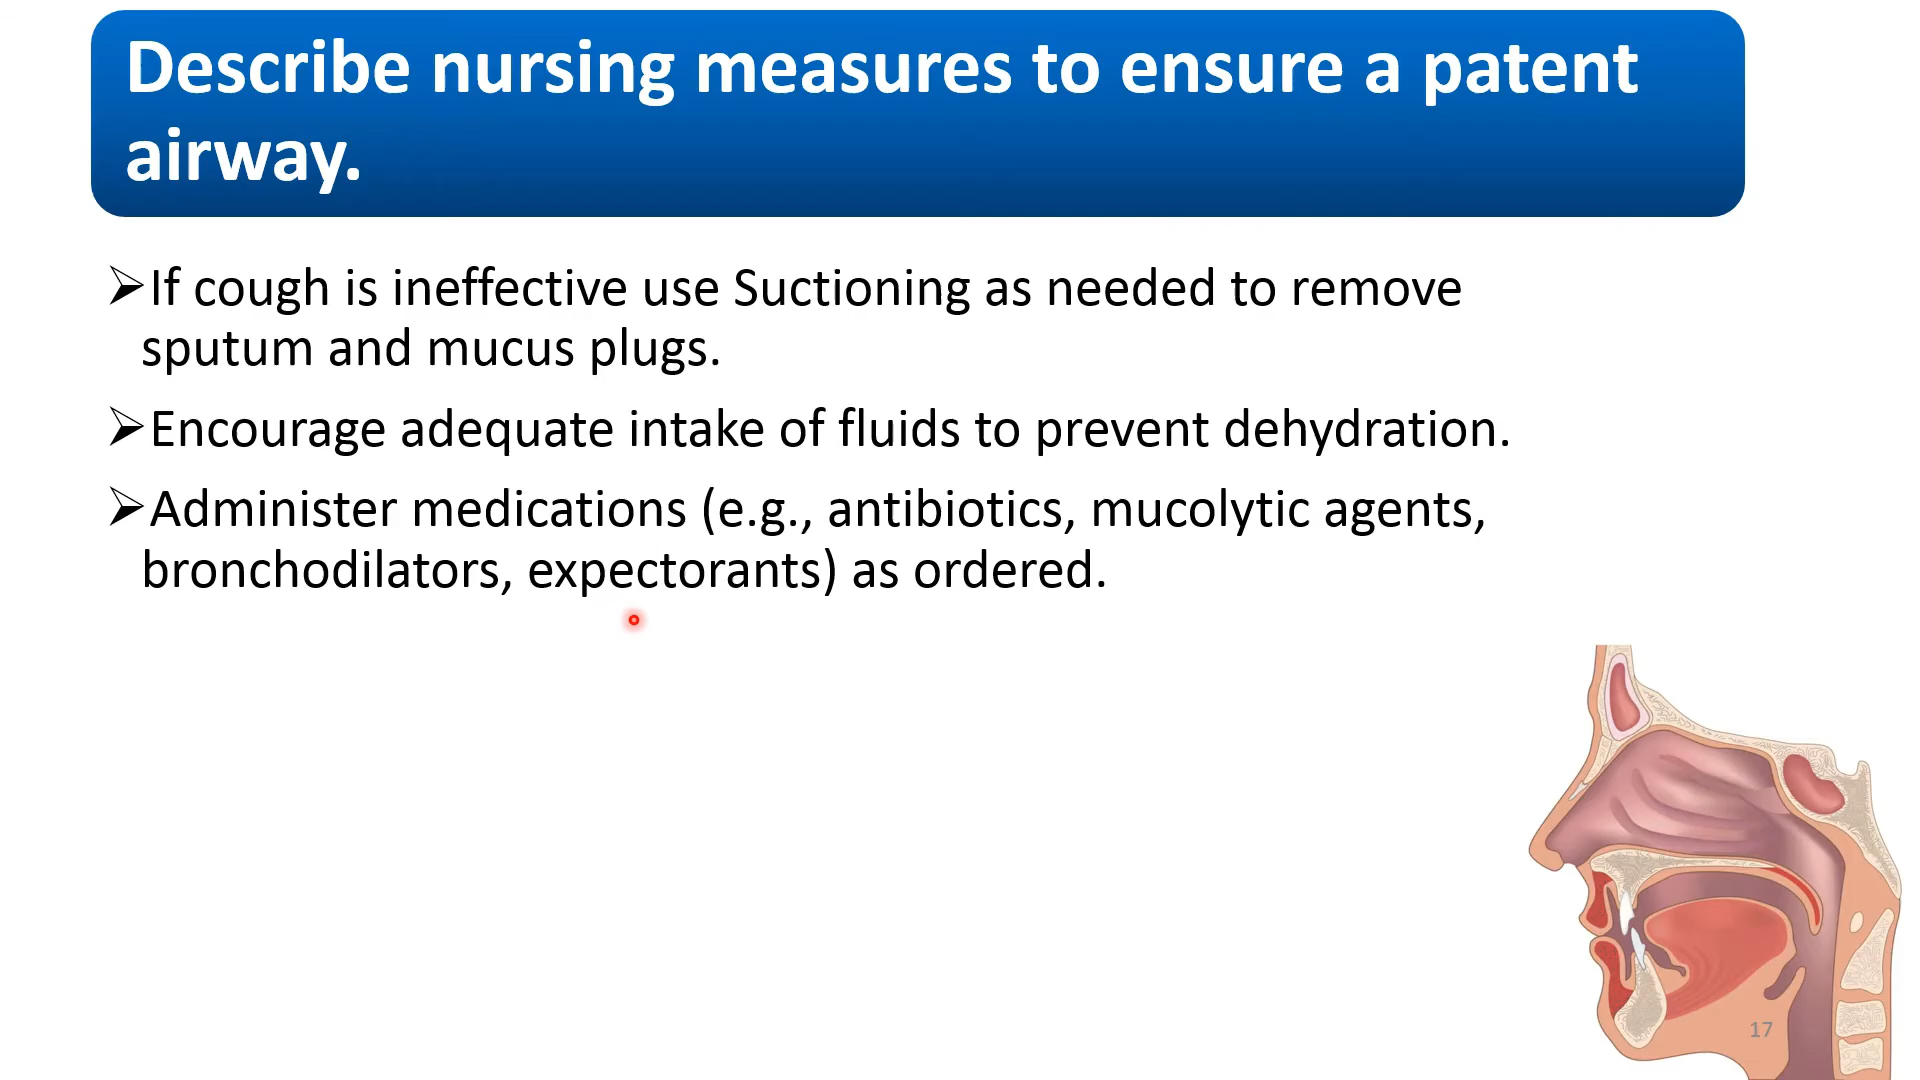 Describe nursing measures to ensure a patent
airway.
➢If cough is ineffective use Suctioning as needed to remove
sputum and mucus plugs.
➢Encourage adequate intake of fluids to prevent dehydration.
➢Administer medications (e.g., antibiotics, mucolytic agents,
bronchodilators, expectorants) as ordered.
17